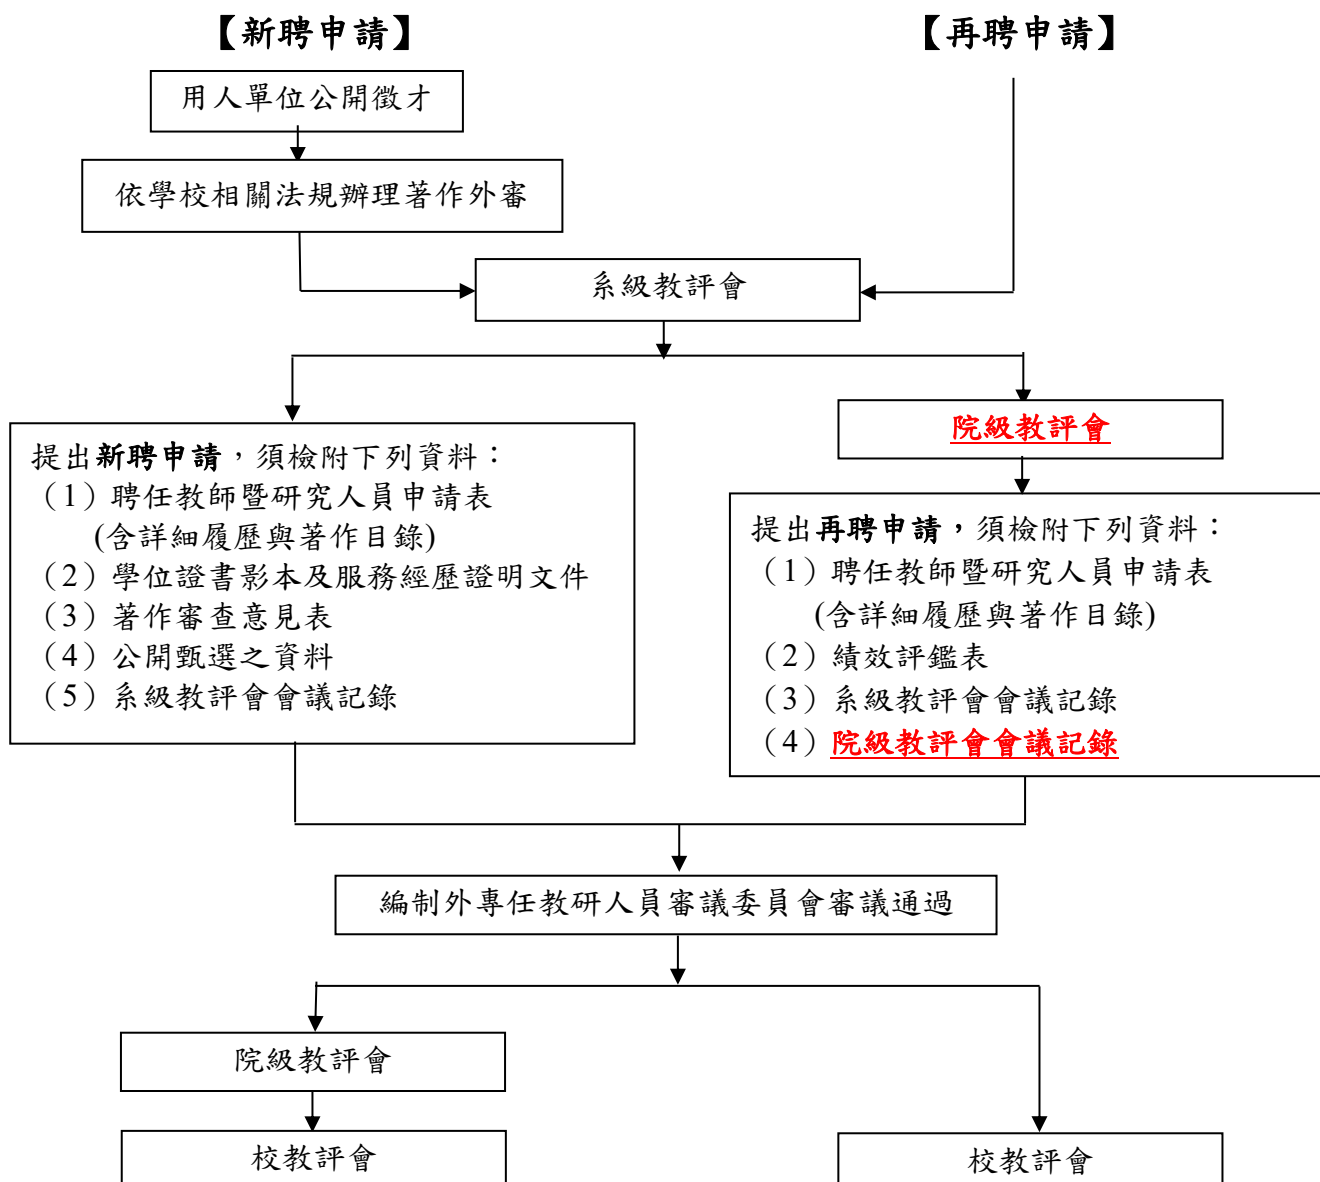 【新聘申請】
【再聘申請】
用人單位公開徵才
依學校相關法規辦理著作外審
系級教評會
院級教評會
提出新聘申請，須檢附下列資料：
（1）聘任教師暨研究人員申請表
(含詳細履歷與著作目錄)
（2）學位證書影本及服務經歷證明文件
（3）著作審查意見表
（4）公開甄選之資料
（5）系級教評會會議記錄
提出再聘申請，須檢附下列資料：
（1）聘任教師暨研究人員申請表
(含詳細履歷與著作目錄)
（2）績效評鑑表
（3）系級教評會會議記錄
（4）院級教評會會議記錄
編制外專任教研人員審議委員會審議通過
院級教評會
校教評會
校教評會